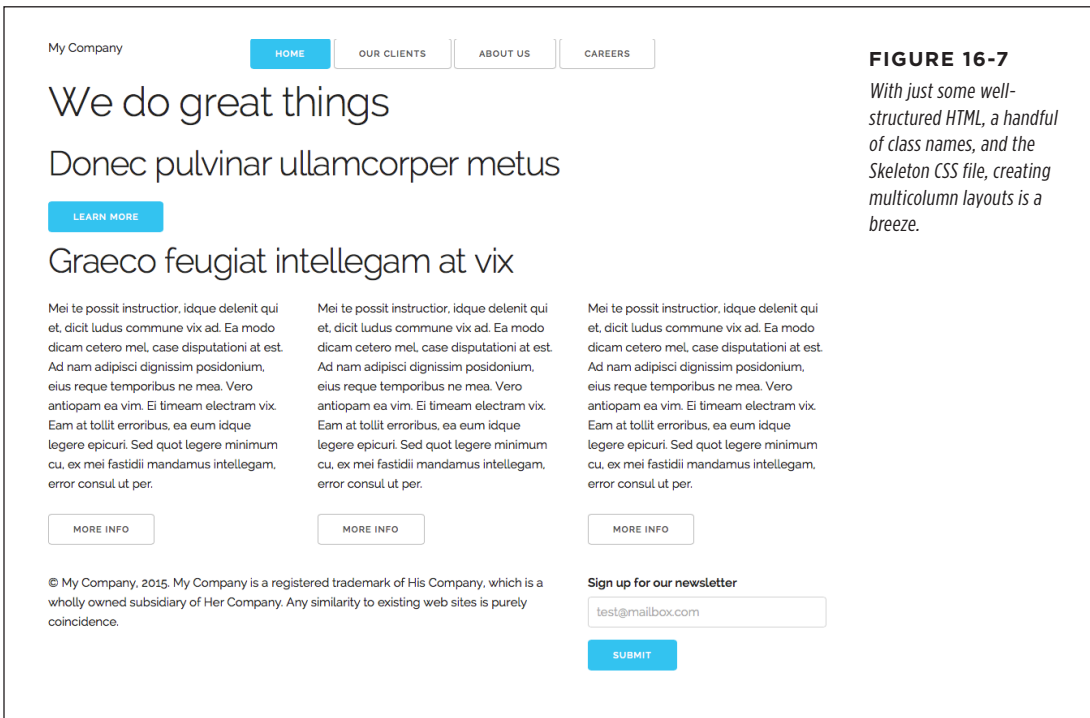 My Company
HOME
OUR CLIENTS
ABOUT US
CAREERS
We do great things
Donec pulvinar ullamcorper metus
LEARN MORE
Graeco feugiat intellegam at vix
Mei te possit instructior, idque delenit qui
et, dicit ludus commune vix ad. Ea modo
dicam cetero mel, case disputationi at est.
Ad nam adipisci dignissim posidonium,
eius reque temporibus ne mea. Vero
antiopam ea vim. Ei timeam electram vix.
Eam at tollit erroribus, ea eum idque
legere epicuri. Sed quot legere minimum
cu, ex mei fastidii mandamus intellegam,
error consul ut per.
MORE INFO
Mei te possit instructior, idque delenit qui
et, dicit ludus commune vix ad. Ea modo
dicam cetero mel, case disputationi at est.
Ad nam adipisci dignissim posidonium,
eius reque temporibus ne mea. Vero
antiopam ea vim. Ei timeam electram vix.
Eam at tollit erroribus, ea eum idque
legere epicuri. Sed quot legere minimum
cu, ex mei fastidii mandamus intellegam,
error consul ut per.
MORE INFO
Mei te possit instructior, idque delenit qui
et, dicit ludus commune vix ad. Ea modo
dicam cetero mel, case disputationi at est.
Ad nam adipisci dignissim posidonium,
eius reque temporibus ne mea. Vero
antiopam ea vim. Ei timeam electram vix.
Eam at tollit erroribus, ea eum idque
legere epicuri. Sed quot legere minimum
cu, ex mei fastidii mandamus intellegam,
error consul ut per.
MORE INFO
© My Company, 2015. My Company is a registered trademark of His Company, which is a
wholly owned subsidiary of Her Company. Any similarity to existing web sites is purely
coincidence.
Sign up for our newsletter
test@mailbox.com
SUBMIT
FIGURE 16-7
With just some well-
structured HTML, a handful
of class names, and the
Skeleton CSS file, creating
multicolumn layouts is a
breeze.